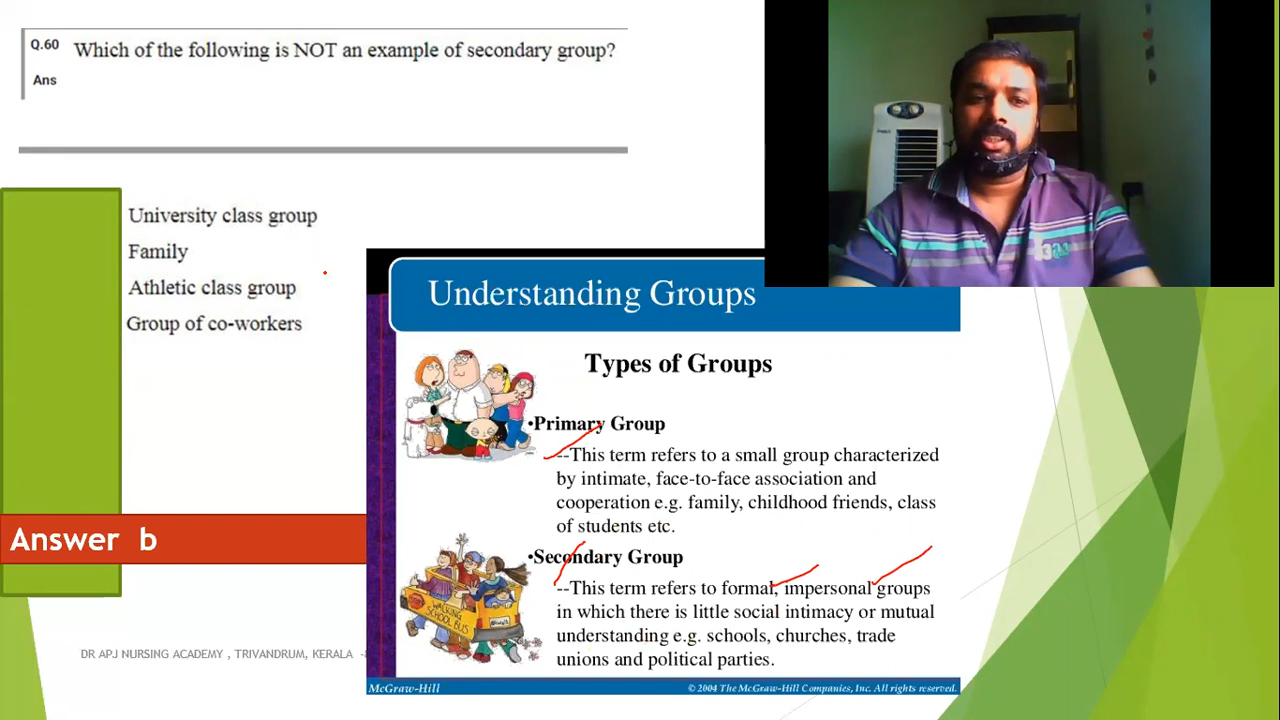 Q.60 Which of the following is NOT an example of secondary group?
Ans
University class group
Family
Athletic class group
Group of co-workers
Answer b
DR APJ NURSING ACADEMY , TRIVANDRUM, KERALA
Understanding Groups
Types of Groups
•Primary Group
--This term refers to a small group characterized
by intimate, face-to-face association and
cooperation e.g. family, childhood friends, class
of students etc.
•Secondary Group
--This term refers to formal, impersonal groups
in which there is little social intimacy or mutual
understanding e.g. schools, churches, trade
unions and political parties.
WALKING
SCHOOL BUS
McGraw-Hill
© 2004 The McGraw-Hill Companies, Inc. All rights reserved.